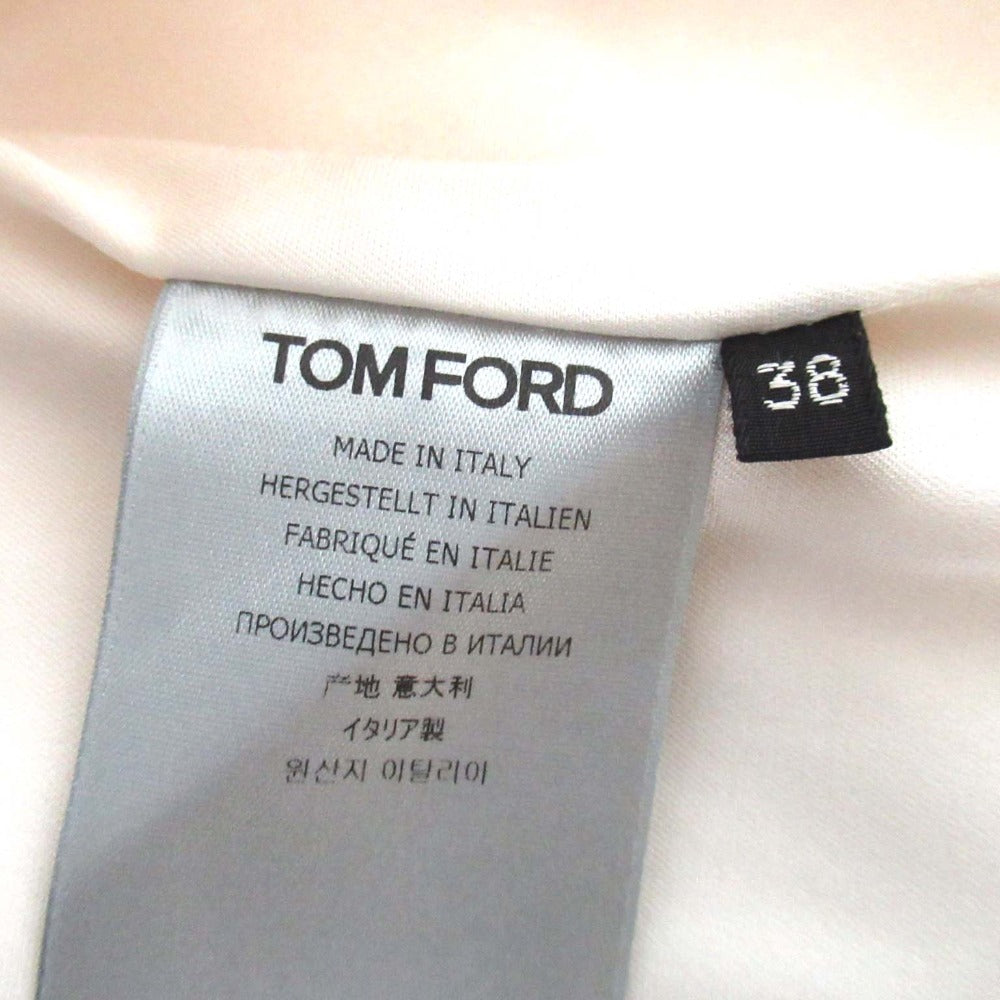 TOM FORD
38
MADE IN ITALY
HERGESTELLT IN ITALIEN
FABRIQUÉ EN ITALIE
HECHO EN ITALIA
ПРОИЗВЕДЕНО В ИТАЛИИ
产地 意大利
イタリア製
원산지 이탈리아